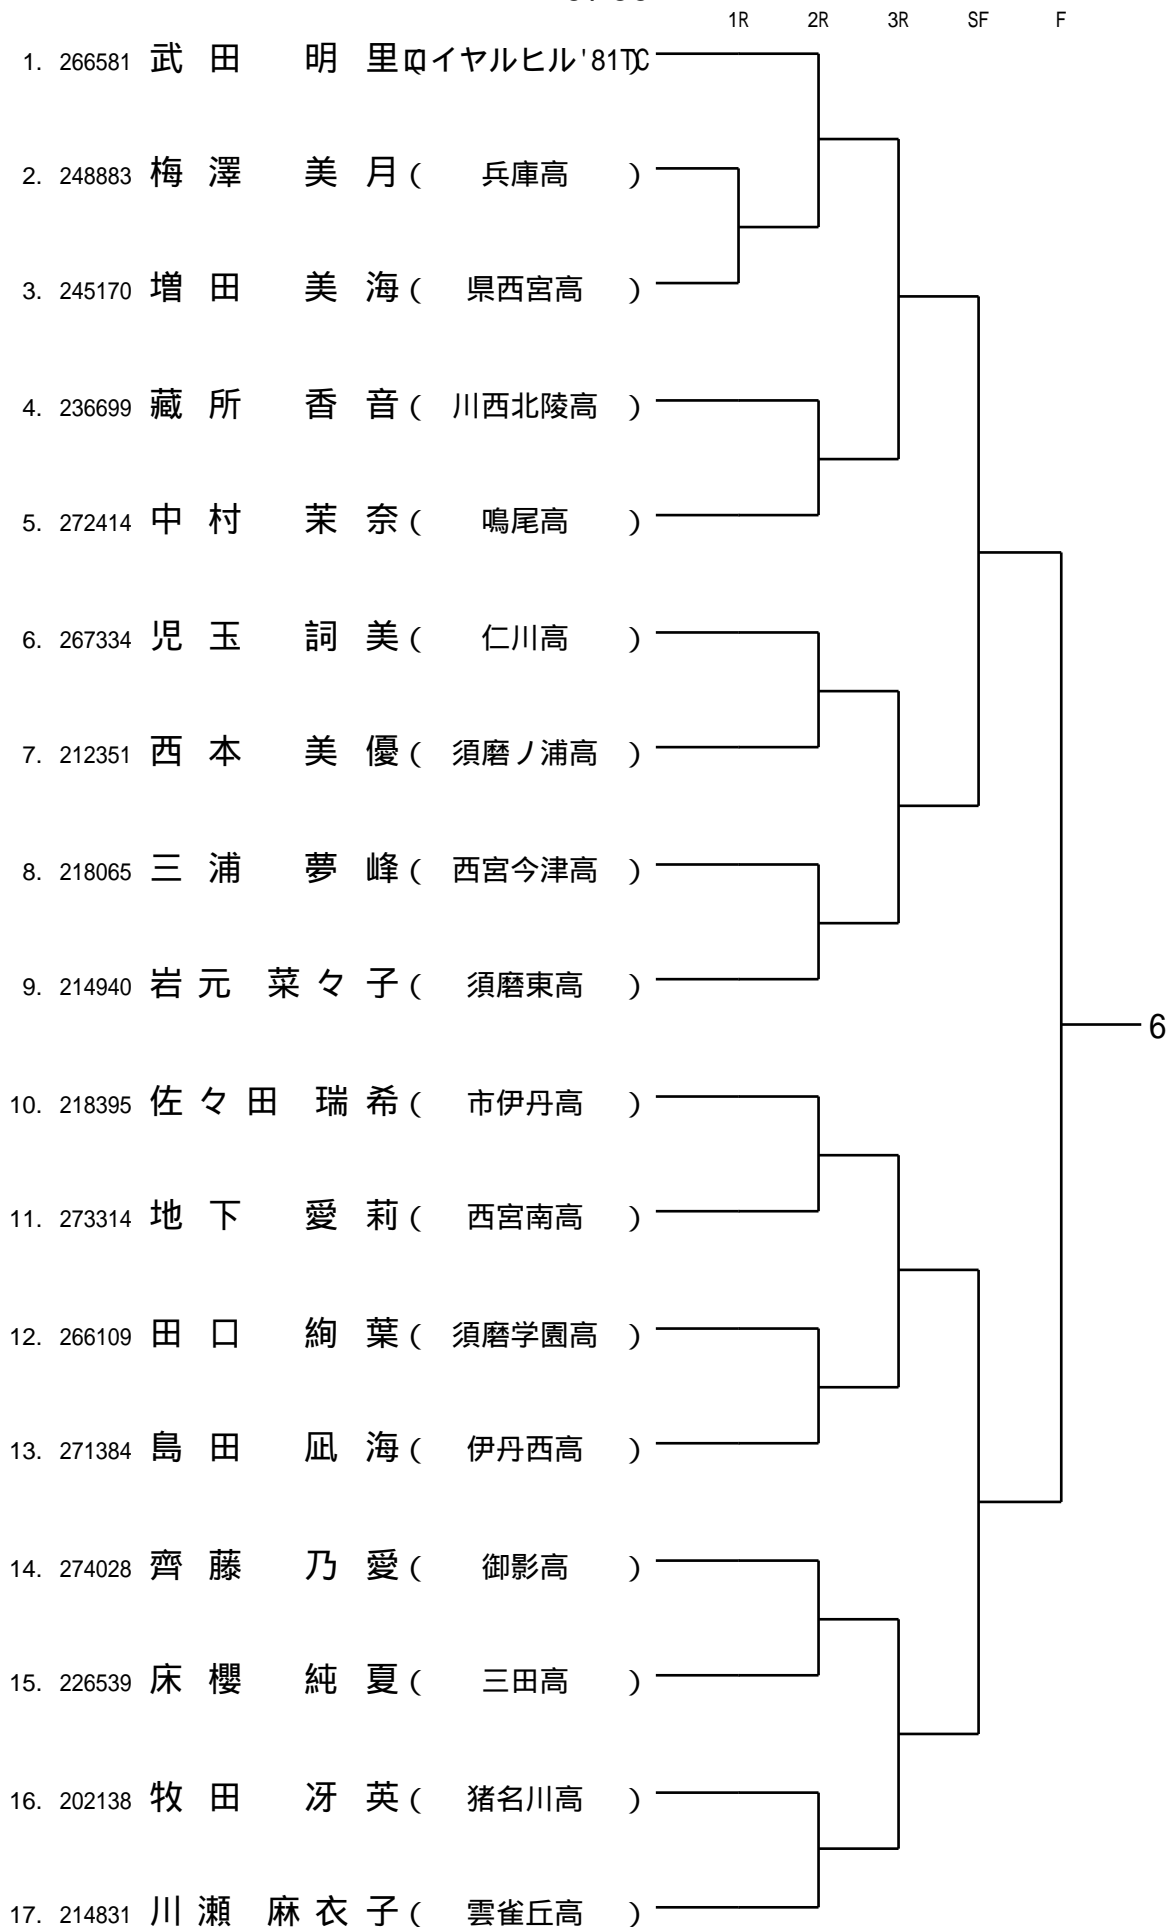 1R 2R 3R SF F
1. 266581 武田 明里 (ロイヤルヒル'81TC)
2. 248883 梅澤 美月 ( 兵庫高 )
3. 245170 増田 美海 ( 県西宮高 )
4. 236699 藏所 香音 ( 川西北陵高 )
5. 272414 中村 茉奈 ( 鳴尾高 )
6. 267334 児玉 詞美 ( 仁川高 )
7. 212351 西本 美優 ( 須磨ノ浦高 )
8. 218065 三浦 夢峰 ( 西宮今津高 )
9. 214940 岩元 菜々子 ( 須磨東高 )
6
10. 218395 佐々田 瑞希 ( 市伊丹高 )
11. 273314 地下 愛莉 ( 西宮南高 )
12. 266109 田口 絢葉 ( 須磨学園高 )
13. 271384 島田 凪海 ( 伊丹西高 )
14. 274028 齊藤 乃愛 ( 御影高 )
15. 226539 床櫻 純夏 ( 三田高 )
16. 202138 牧田 冴英 ( 猪名川高 )
17. 214831 川瀬 麻衣子 ( 雲雀丘高 )